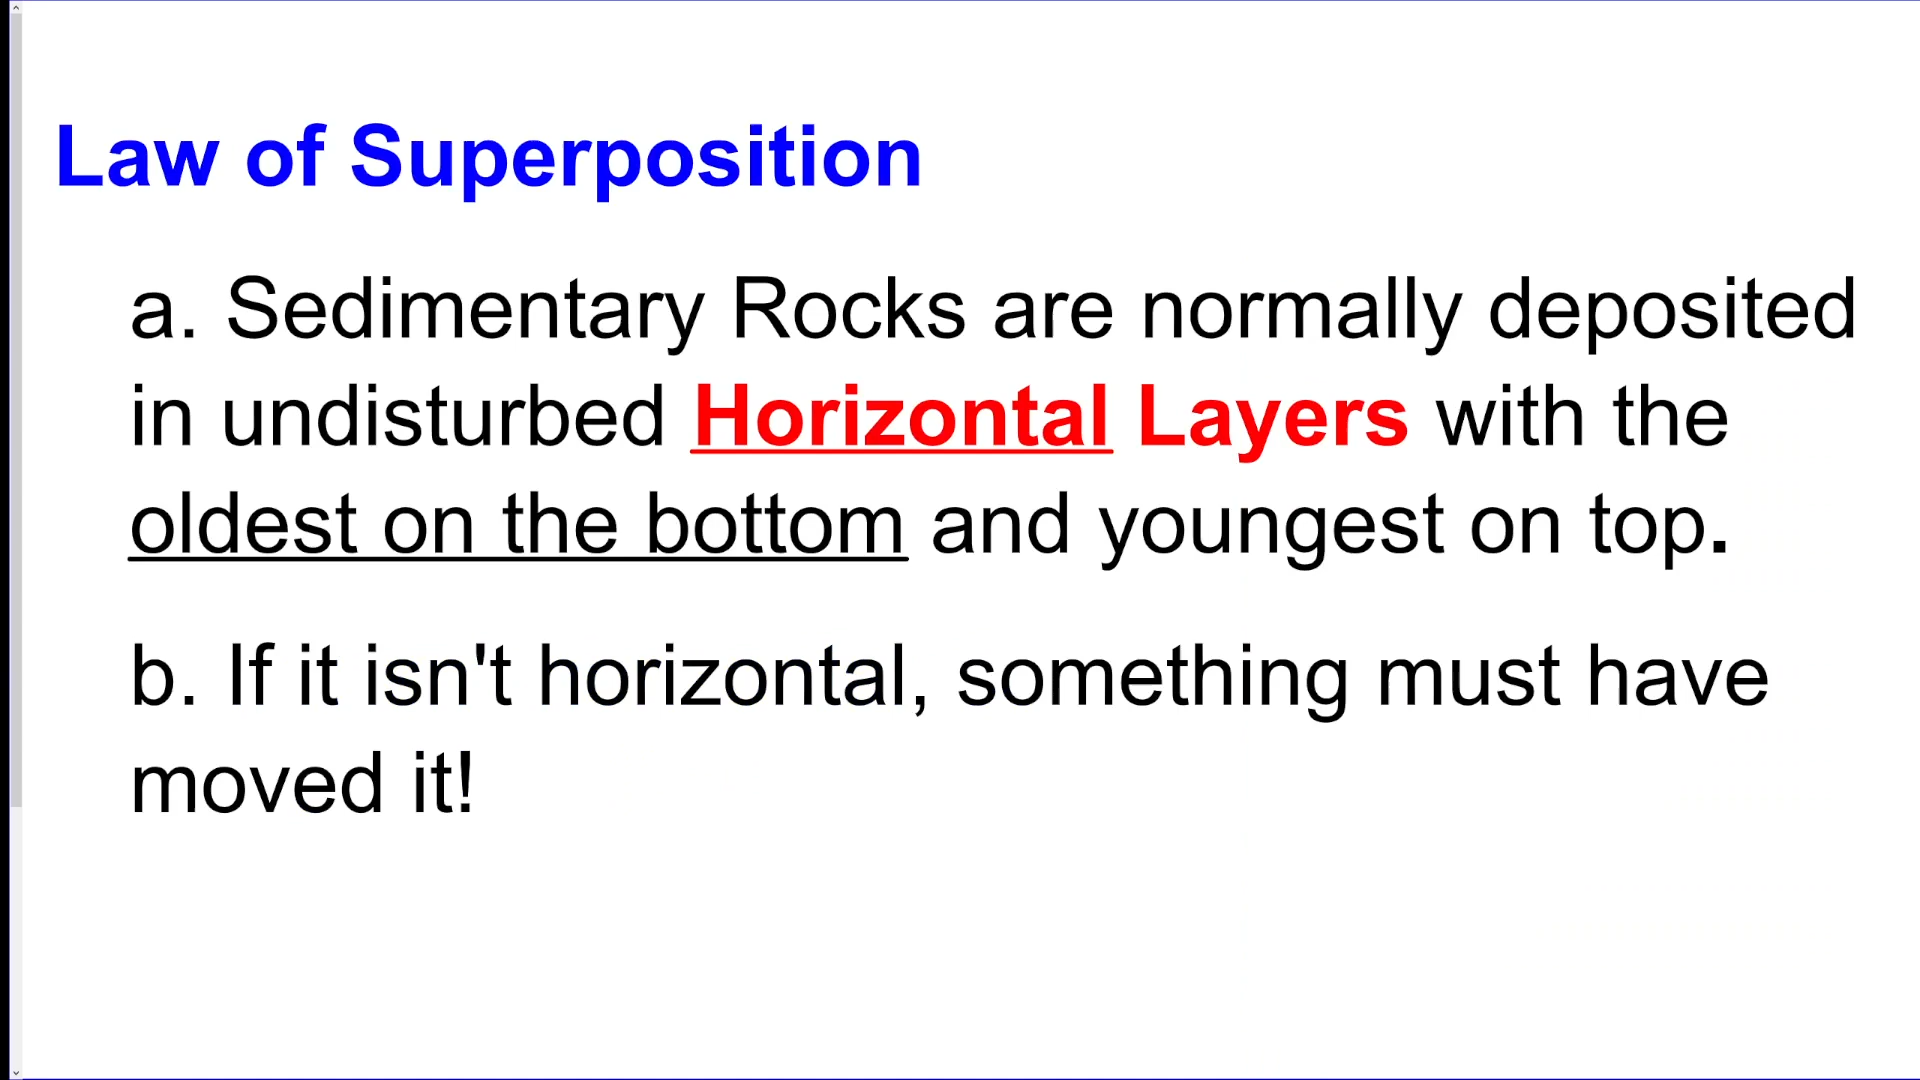 Law of Superposition
a. Sedimentary Rocks are normally deposited
in undisturbed Horizontal Layers with the
oldest on the bottom and youngest on top.
b. If it isn't horizontal, something must have
moved it!